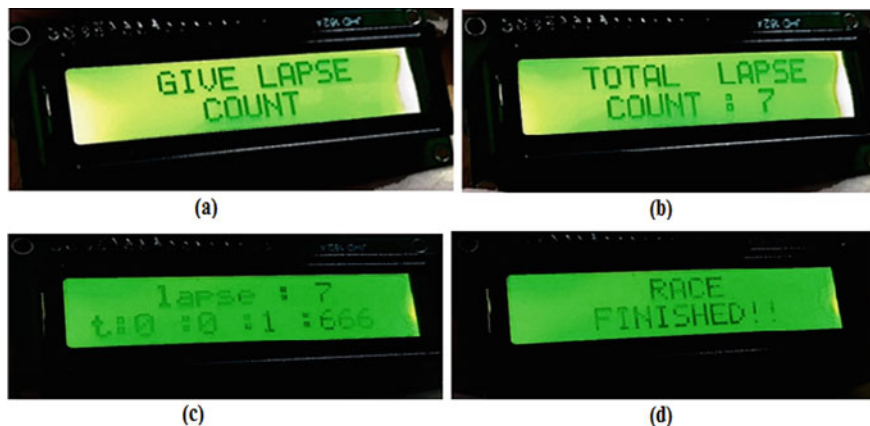 GIVE LAPSE
COUNT
(a)
TOTAL LAPSE
COUNT : 7
(b)
lapse : 7
t:0 :0 :1 :666
(c)
RACE
FINISHED!!
(d)